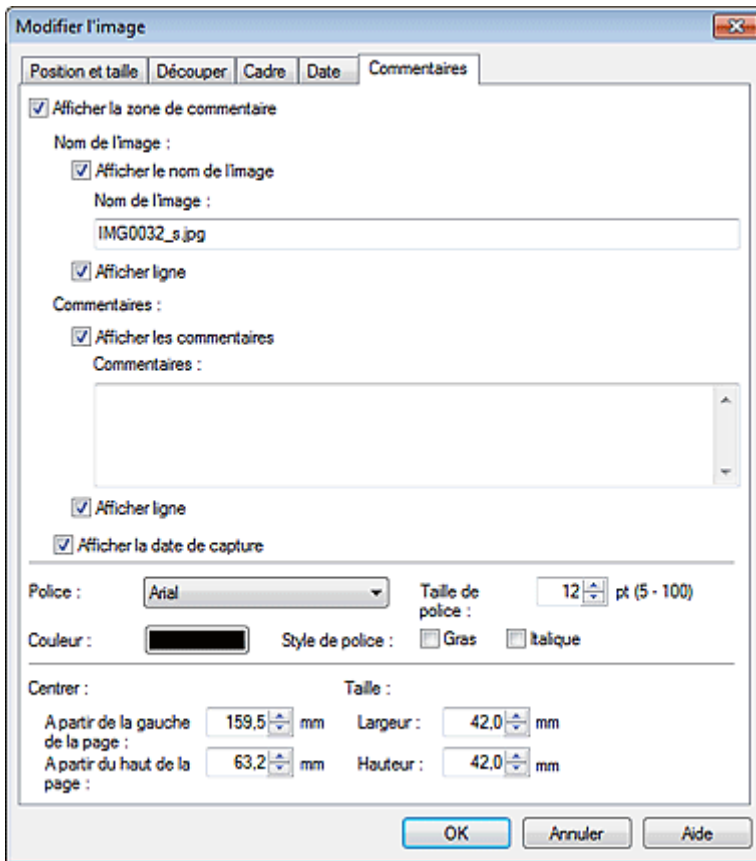 Modifier l'image
Position et taille Découper Cadre Date Commentaires
Afficher la zone de commentaire
Nom de l'image :
Afficher le nom de l'image
Nom de l'image :
IMG0032_s.jpg
Afficher ligne
Commentaires :
Afficher les commentaires
Commentaires :
Afficher ligne
Afficher la date de capture
Police : Arial Taille de police : 12 pt (5 - 100)
Couleur : Style de police : Gras Italique
Centrer : Taille :
A partir de la gauche de la page : 159,5 mm Largeur : 42,0 mm
A partir du haut de la page : 63,2 mm Hauteur : 42,0 mm
OK Annuler Aide